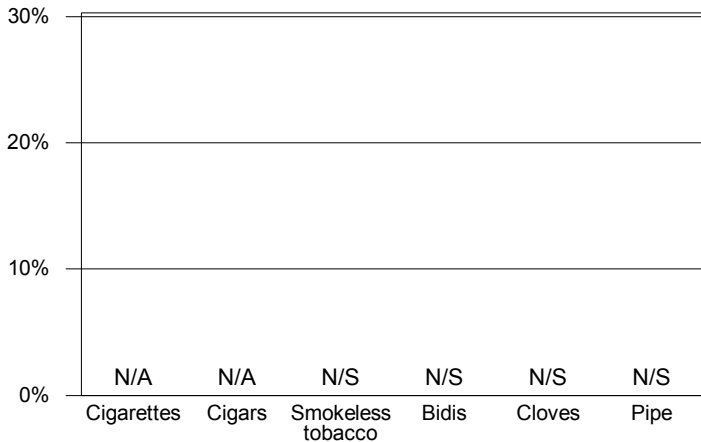 30%
20%
10%
0%
N/A N/A N/S N/S N/S N/S
Cigarettes Cigars Smokeless Bidis Cloves Pipe
tobacco